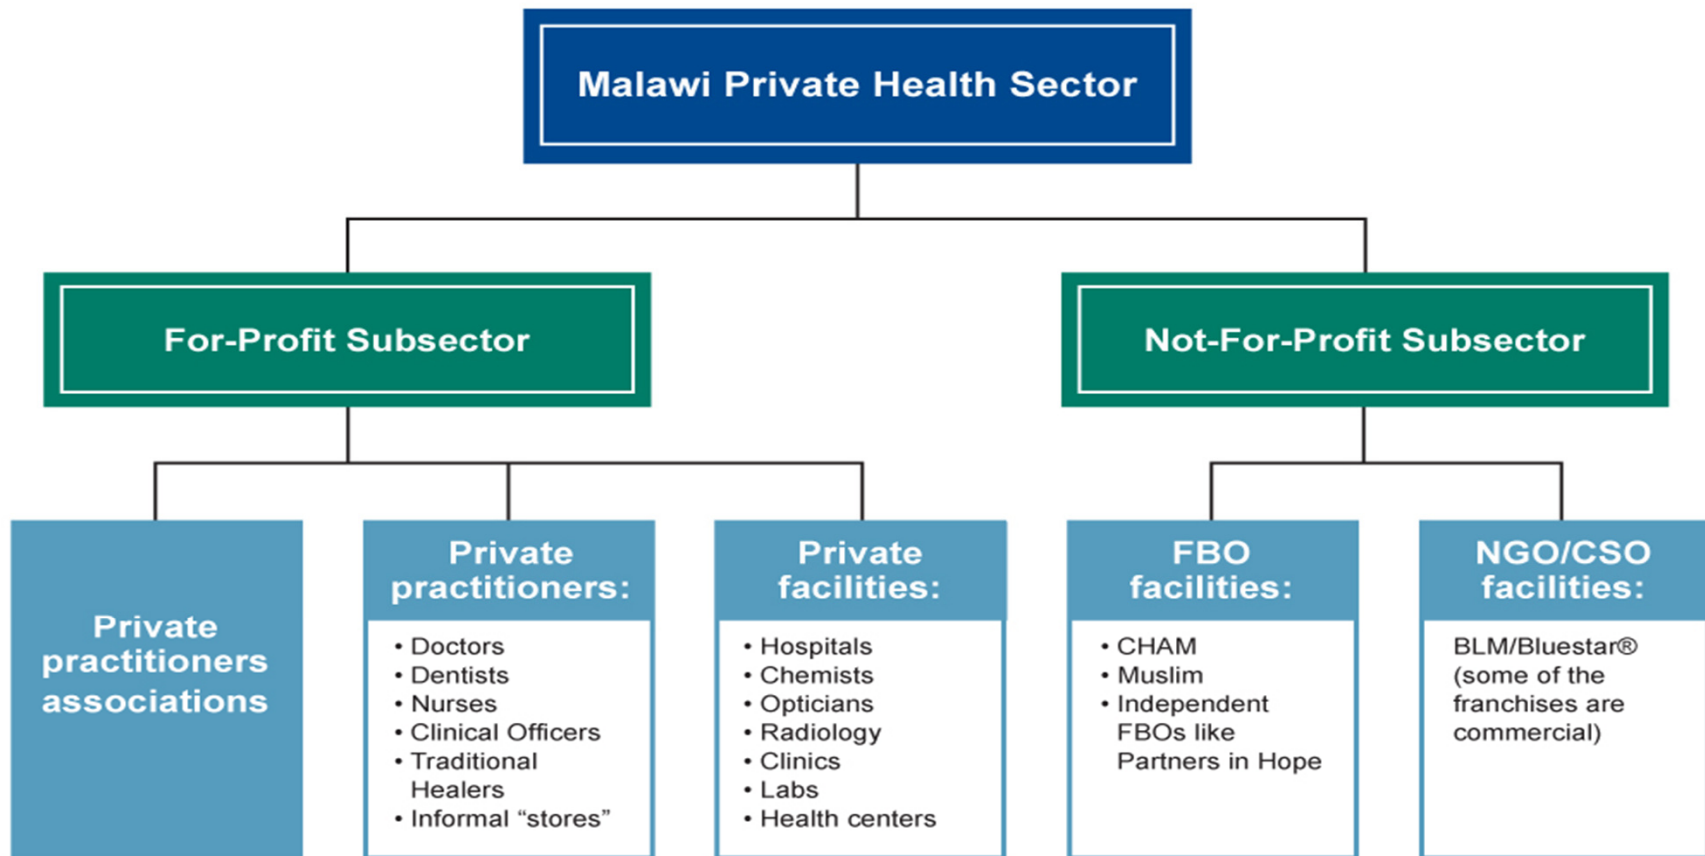 Malawi Private Health Sector
For-Profit Subsector
Not-For-Profit Subsector
Private
practitioners
associations
Private
practitioners:
• Doctors
• Dentists
• Nurses
• Clinical Officers
• Traditional
Healers
• Informal “stores”
Private
facilities:
• Hospitals
• Chemists
• Opticians
• Radiology
• Clinics
• Labs
• Health centers
FBO
facilities:
• CHAM
• Muslim
• Independent
FBOs like
Partners in Hope
NGO/CSO
facilities:
BLM/Bluestar®
(some of the
franchises are
commercial)